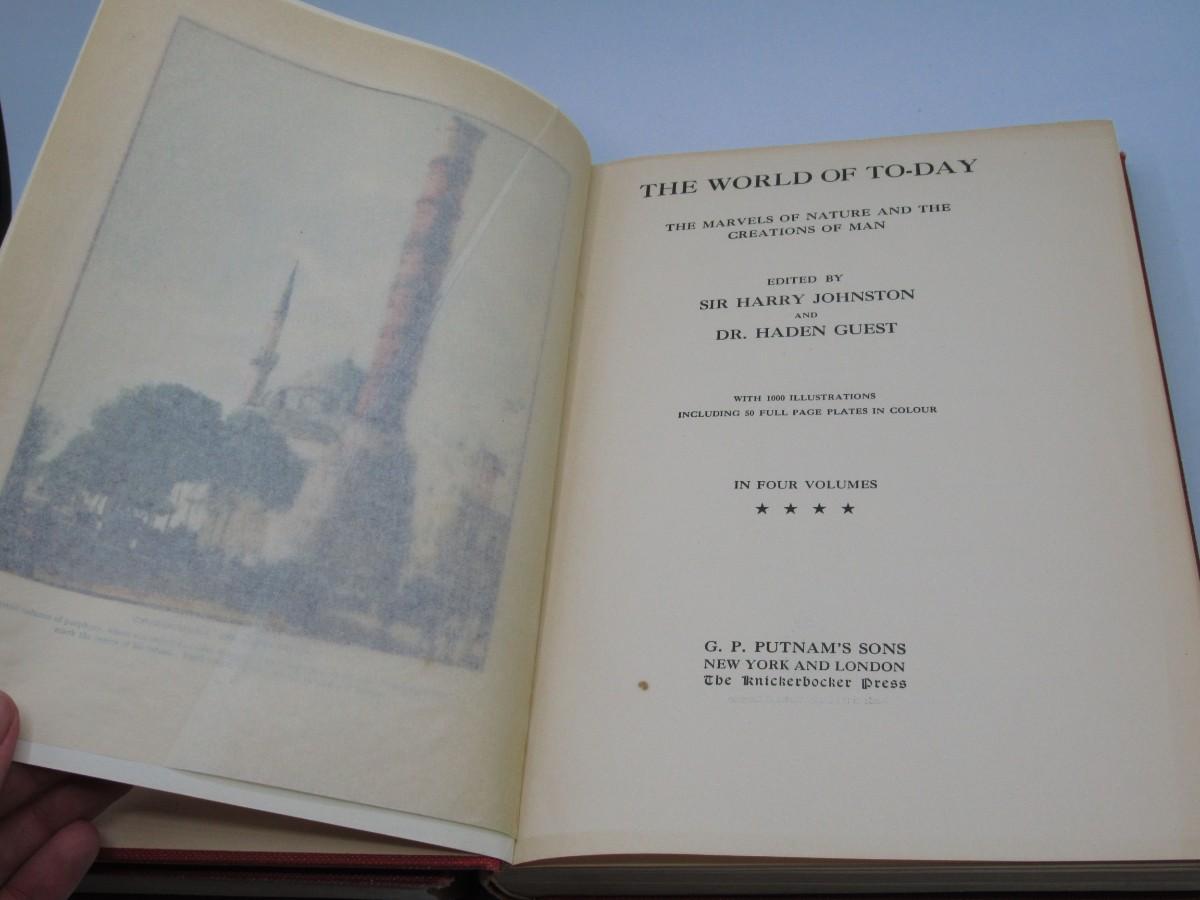 THE WORLD OF TO-DAY
THE MARVELS OF NATURE AND THE
CREATIONS OF MAN
EDITED BY
SIR HARRY JOHNSTON
AND
DR. HADEN GUEST
WITH 1000 ILLUSTRATIONS
INCLUDING 50 FULL PAGE PLATES IN COLOUR
IN FOUR VOLUMES
★ ★ ★ ★
G. P. PUTNAM'S SONS
NEW YORK AND LONDON
The Knickerbocker Press